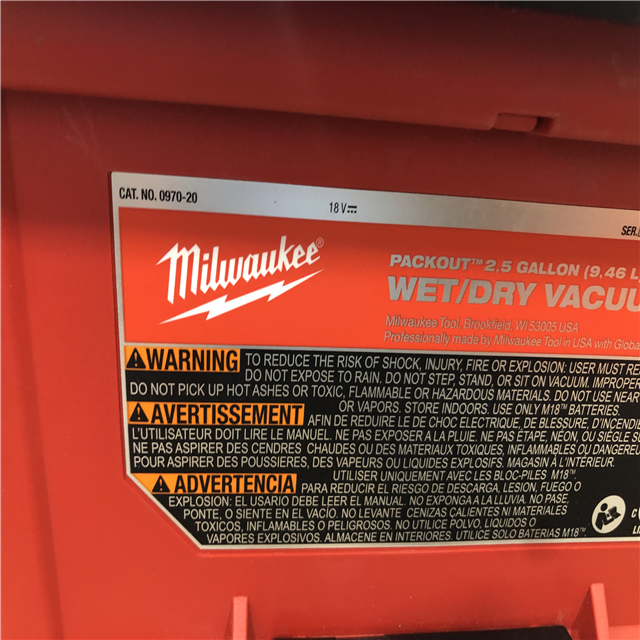 CAT. NO. 0970-20
18 V
SER.
Milwaukee®
PACKOUT™ 2.5 GALLON (9.46 L
WET/DRY VACUU
Milwaukee Tool, Brookfield, WI 53005 USA
Professionally made by Milwaukee Tool in USA with Globa
WARNING TO REDUCE THE RISK OF SHOCK, INJURY, FIRE OR EXPLOSION: USER MUST RE
DO NOT EXPOSE TO RAIN. DO NOT STEP, STAND, OR SIT ON VACUUM. IMPROPER
DO NOT PICK UP HOT ASHES OR TOXIC, FLAMMABLE OR HAZARDOUS MATERIALS. DO NOT USE NEAR
OR VAPORS. STORE INDOORS. USE ONLY M18™ BATTERIES.
AVERTISSEMENT AFIN DE REDUIRE LE DE CHOC ELECTRIQUE, DE BLESSURE, D'INCENDIE
L'UTILISATEUR DOIT LIRE LE MANUEL. NE PAS EXPOSER A LA PLUIE. NE PAS ÉTAPE, NEON, OU SIÉGLE SU
NE PAS ASPIRER DES CENDRES CHAUDES OU DES MATERIAUX TOXIQUES, INFLAMMABLES OU DANGEREU
POUR ASPIRER DES POUSSIERES, DES VAPEURS OU LIQUIDES EXPLOSIFS. MAGASIN À L'INTÉRIEUR.
UTILISER UNIQUEMENT AVEC LES BLOC-PILES M18™
ADVERTENCIA PARA REDUCIR EL RIESGO DE DESCARGA, LESION, FUEGO O
EXPLOSION: EL USARIO DEBE LEER EL MANUAL. NO EXPONGA A LA LLUVIA. NO PASE,
PONTE, O SIENTE EN EL VACÍO. NO LEVANTE CENIZAS CALIENTES NI MATERIALES
TOXICOS, INFLAMABLES O PELIGROSOS. NO UTILICE POLVO, LIQUIDOS O
VAPORES EXPLOSIVOS. ALMACENE EN INTERIORES. UTILICE SOLO BATERIAS M18™